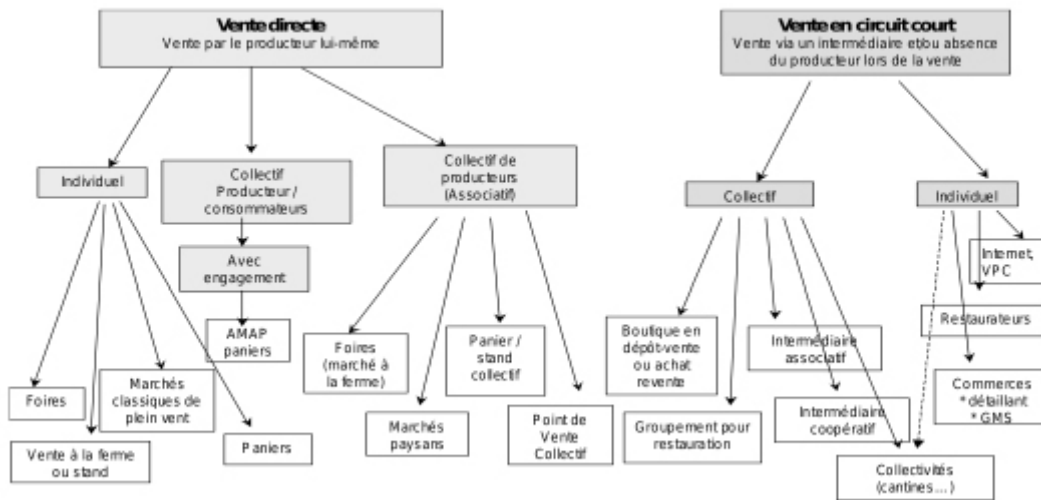 Vente directe
Vente par le producteur lui-même
Vente en circuit court
Vente via un intermédiaire et/ou absence
du producteur lors de la vente
Individuel
Collectif
Producteur /
consommateurs
Collectif de
producteurs
(Associatif)
Collectif
Individuel
Avec
engagement
Internet,
VPC
AMAP
paniers
Restaurateurs
Foires
(marché à
la ferme)
Panier /
stand
collectif
Boutique en
dépôt-vente
ou achat
revente
Intermédiaire
associatif
Foires
Marchés
classiques de
plein vent
Commerces
* détaillant
* GMS
Vente à la ferme
ou stand
Paniers
Marchés
paysans
Point de
Vente
Collectif
Groupement pour
restauration
Intermédiaire
coopératif
Collectivités
(cantines...)